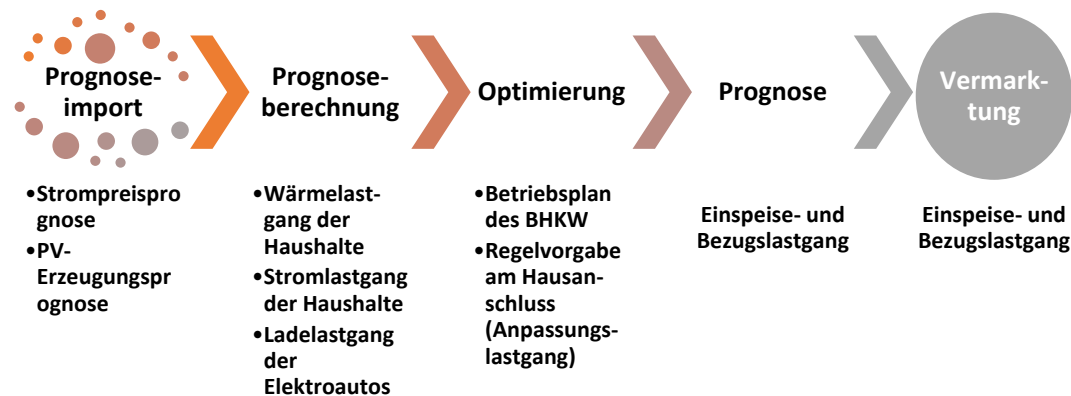 Prognose-
import
Prognose-
berechnung
Optimierung
Prognose
Vermark-
tung
•Strompreispro
gnose
•PV-
Erzeugungspr
ognose
•Wärmelast-
gang der
Haushalte
•Stromlastgang
der Haushalte
•Ladelastgang
der
Elektroautos
•Betriebsplan
des BHKW
•Regelvorgabe
am Hausan-
schluss
(Anpassungs-
lastgang)
Einspeise- und
Bezugslastgang
Einspeise- und
Bezugslastgang